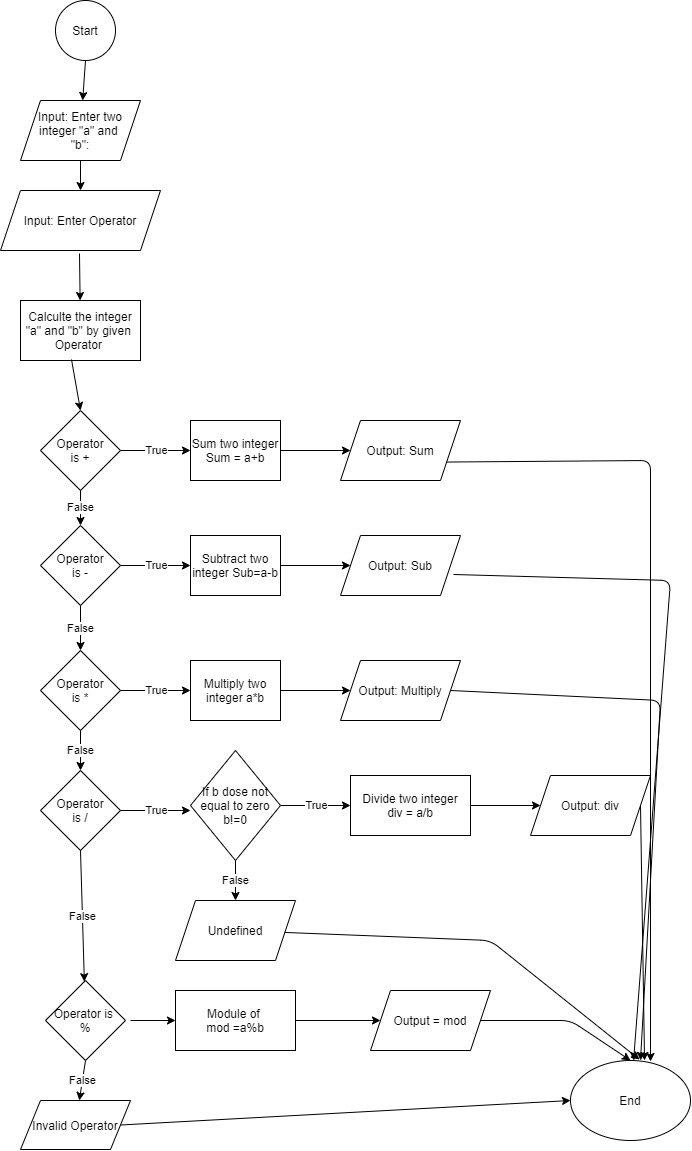 Start
Input: Enter two
integer "a" and
"b":
Input: Enter Operator
Calculte the integer
"a" and "b" by given
Operator
Operator
is +
True
Sum two integer
Sum = a+b
Output: Sum
False
Operator
is -
True
Subtract two
integer Sub=a-b
Output: Sub
False
Operator
is *
True
Multiply two
integer a*b
Output: Multiply
False
Operator
is /
True
If b dose not
equal to zero
b!=0
True
Divide two integer
div = a/b
Output: div
False
Undefined
False
Operator is
%
Module of
mod =a%b
Output = mod
False
Invalid Operator
End